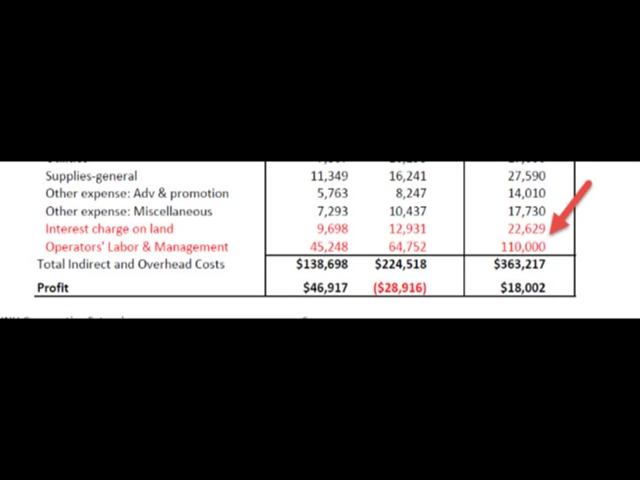 Supplies-general 11,349 16,241 27,590
Other expense: Adv & promotion 5,763 8,247 14,010
Other expense: Miscellaneous 7,293 10,437 17,730
Interest charge on land 9,698 12,931 22,629
Operators' Labor & Management 45,248 64,752 110,000
Total Indirect and Overhead Costs $138,698 $224,518 $363,217
Profit $46,917 ($28,916) $18,002